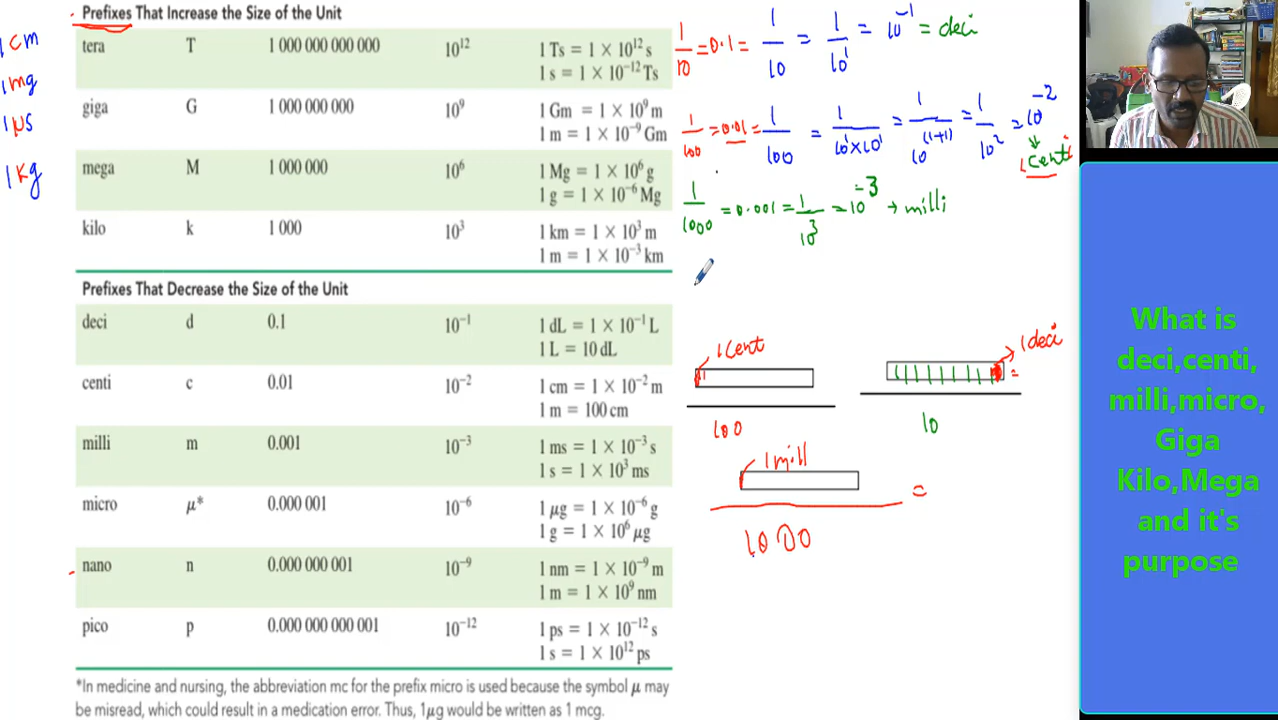 1 cm
1mg
1µs
1 kg
Prefixes That Increase the Size of the Unit
tera T 1 000 000 000 000 10¹² 1 Ts = 1 × 10¹² s
1 s = 1 × 10⁻¹² Ts
giga G 1 000 000 000 10⁹ 1 Gm = 1 × 10⁹ m
1 m = 1 × 10⁻⁹ Gm
mega M 1 000 000 10⁶ 1 Mg = 1 × 10⁶ g
1 g = 1 × 10⁻⁶ Mg
kilo k 1 000 10³ 1 km = 1 × 10³ m
1 m = 1 × 10⁻³ km
Prefixes That Decrease the Size of the Unit
deci d 0.1 10⁻¹ 1 dL = 1 × 10⁻¹ L
1 L = 10 dL
centi c 0.01 10⁻² 1 cm = 1 × 10⁻² m
1 m = 100 cm
milli m 0.001 10⁻³ 1 ms = 1 × 10⁻³ s
1 s = 1 × 10³ ms
micro µ* 0.000 001 10⁻⁶ 1 µg = 1 × 10⁻⁶ g
1 g = 1 × 10⁶ µg
nano n 0.000 000 001 10⁻⁹ 1 nm = 1 × 10⁻⁹ m
1 m = 1 × 10⁹ nm
pico p 0.000 000 000 001 10⁻¹² 1 ps = 1 × 10⁻¹² s
1 s = 1 × 10¹² ps
*In medicine and nursing, the abbreviation mc for the prefix micro is used because the symbol µ may
be misread, which could result in a medication error. Thus, 1µg would be written as 1 mcg.
1/10 = 0.1 = 1/10 = 1/10¹ = 10⁻¹ = deci
1/100 = 0.01 = 1/100 = 1/10¹×10¹ = 1/10⁽¹⁺¹⁾ = 1/10² = 10⁻²
1 Centi
1/1000 = 0.001 = 1/10³ = 10⁻³ → milli
1 Cent
100
1 deci
=
10
1 mill
=
1000
What is
deci,centi,
milli,micro,
Giga
Kilo,Mega
and it's
purpose